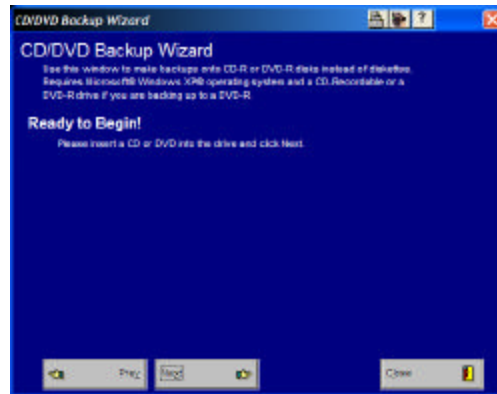 CD/DVD Backup Wizard
?
CD/DVD Backup Wizard
Use this window to make backups onto CD-R or DVD-R disks instead of diskettes.
Requires Microsoft® Windows XP® operating system and a CD-Recordable or a
DVD-R drive if you are backing up to a DVD-R
Ready to Begin!
Please insert a CD or DVD into the drive and click Next.
Prev Next Close